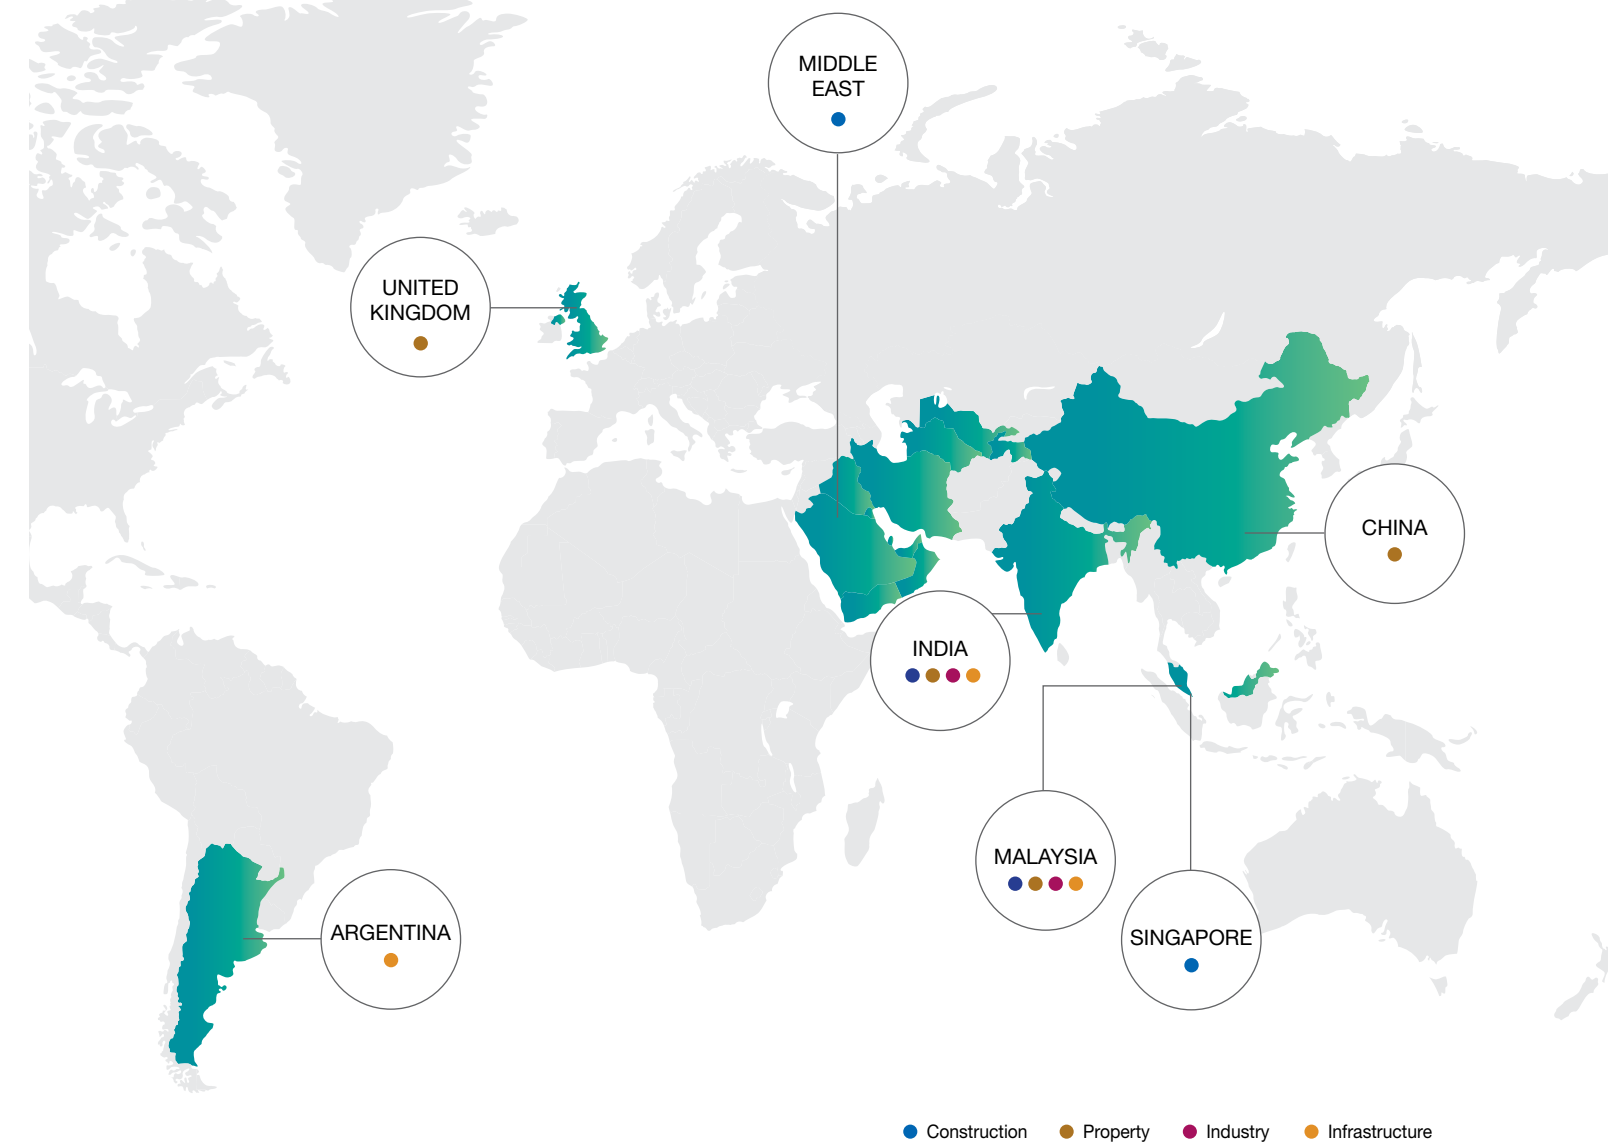 MIDDLE
EAST
UNITED
KINGDOM
CHINA
INDIA
MALAYSIA
ARGENTINA
SINGAPORE
Construction
Property
Industry
Infrastructure